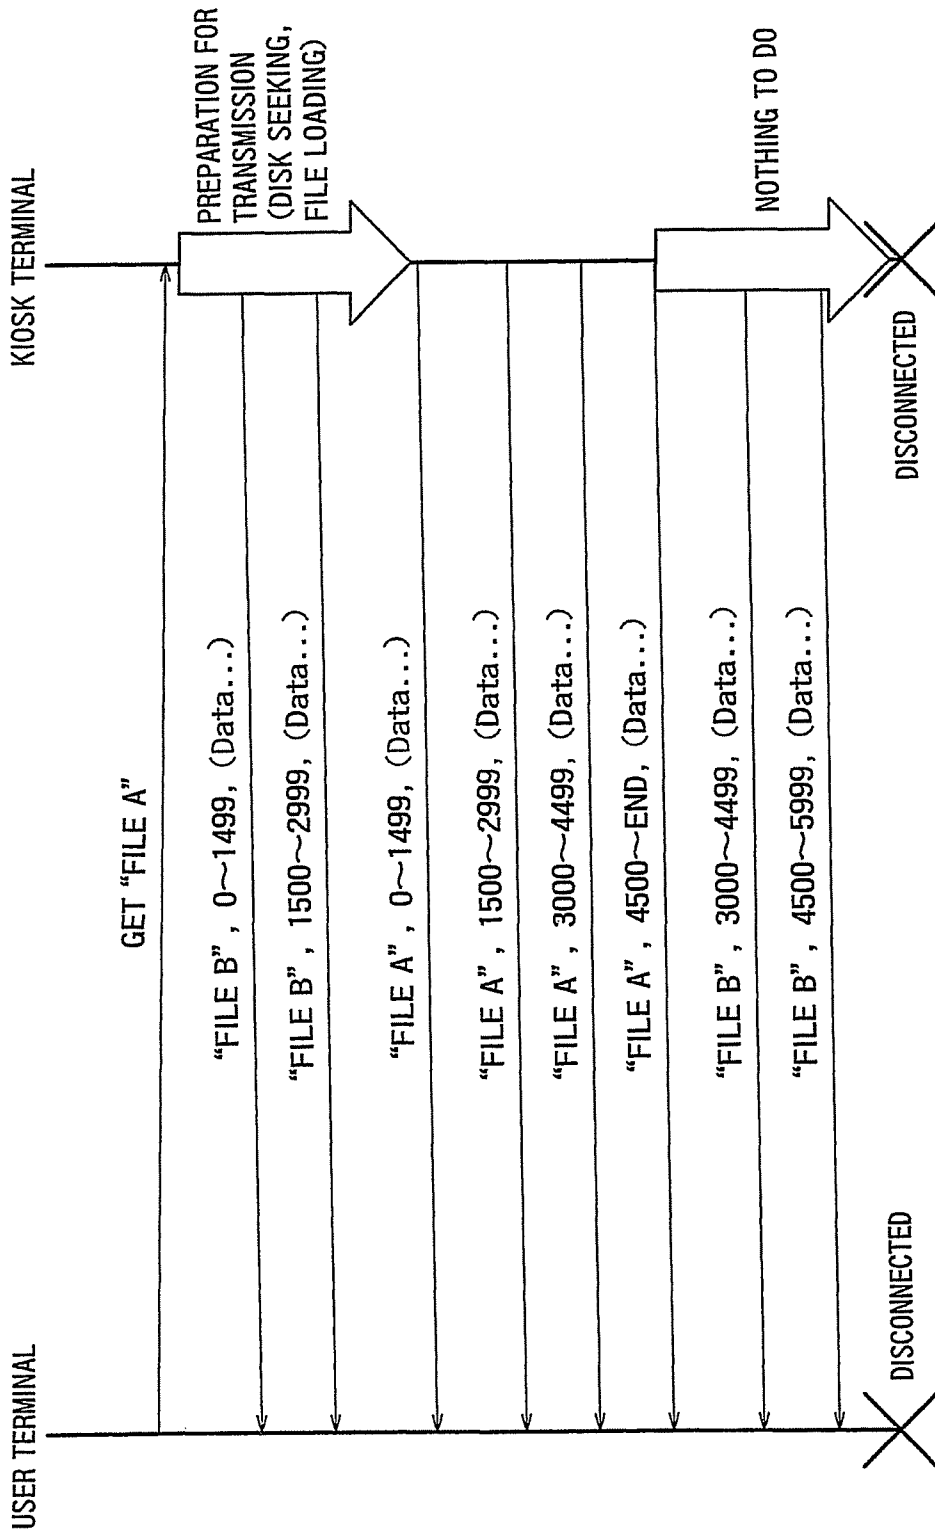 USER TERMINAL
KIOSK TERMINAL
GET “FILE A”
PREPARATION FOR
TRANSMISSION
(DISK SEEKING,
FILE LOADING)
“FILE B”, 0～1499, (Data...)
“FILE B”, 1500～2999, (Data...)
“FILE A”, 0～1499, (Data...)
“FILE A”, 1500～2999, (Data...)
“FILE A”, 3000～4499, (Data...)
“FILE A”, 4500～END, (Data...)
“FILE B”, 3000～4499, (Data...)
NOTHING TO DO
“FILE B”, 4500～5999, (Data...)
DISCONNECTED
DISCONNECTED